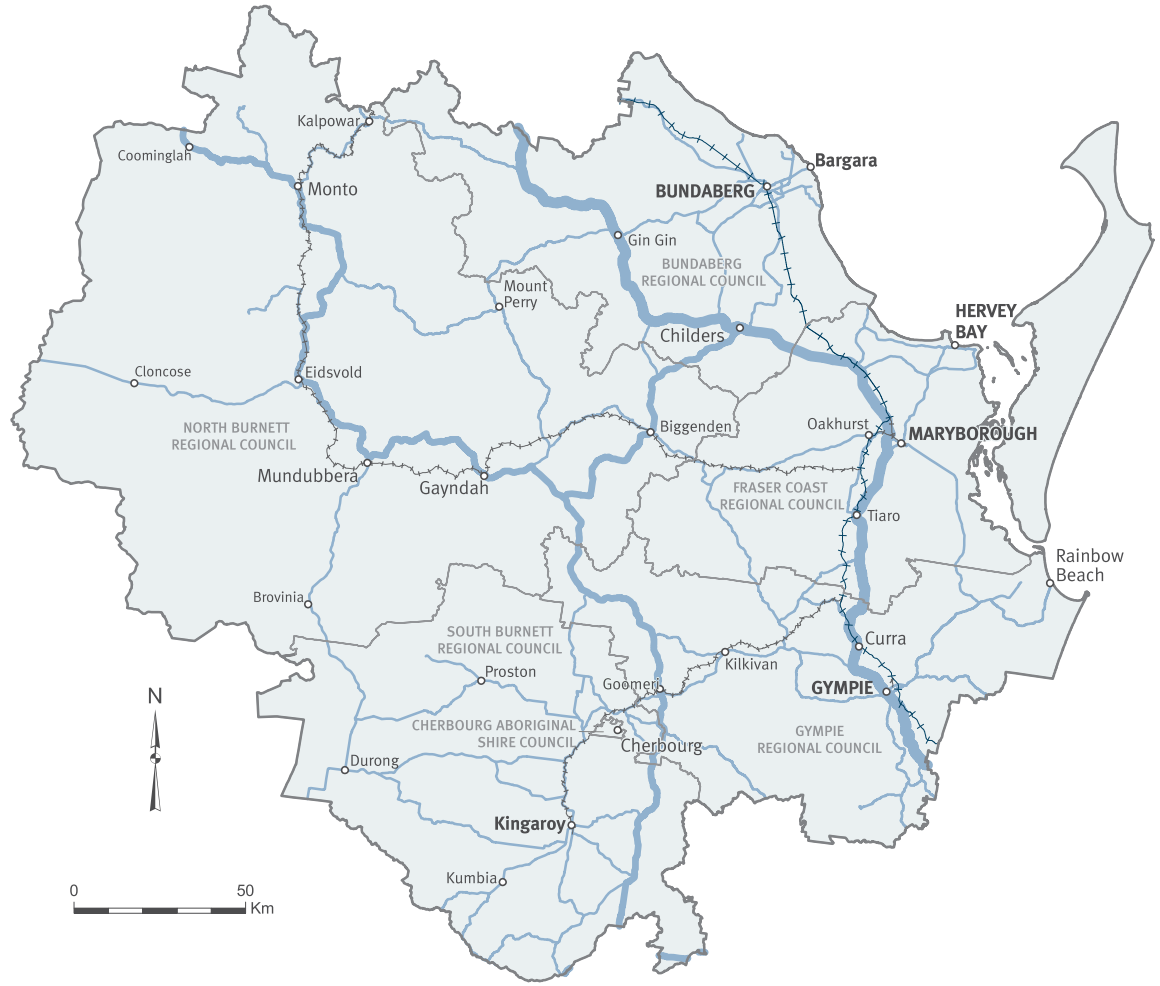 Kalpowar
Coominglah
Bargara
Monto
BUNDABERG
Gin Gin
BUNDABERG
REGIONAL COUNCIL
Mount
Perry
HERVEY
BAY
Childers
Cloncose
Eidsvold
NORTH BURNETT
REGIONAL COUNCIL
Biggenden
Oakhurst
MARYBOROUGH
Mundubbera
Gayndah
FRASER COAST
REGIONAL COUNCIL
Tiaro
Rainbow
Beach
Brovinia
SOUTH BURNETT
REGIONAL COUNCIL
Curra
Kilkivan
Proston
Goomeri
GYMPIE
N
CHERBOURG ABORIGINAL
SHIRE COUNCIL
Cherbourg
GYMPIE
REGIONAL COUNCIL
Durong
Kingaroy
Kumbia
0
50
Km